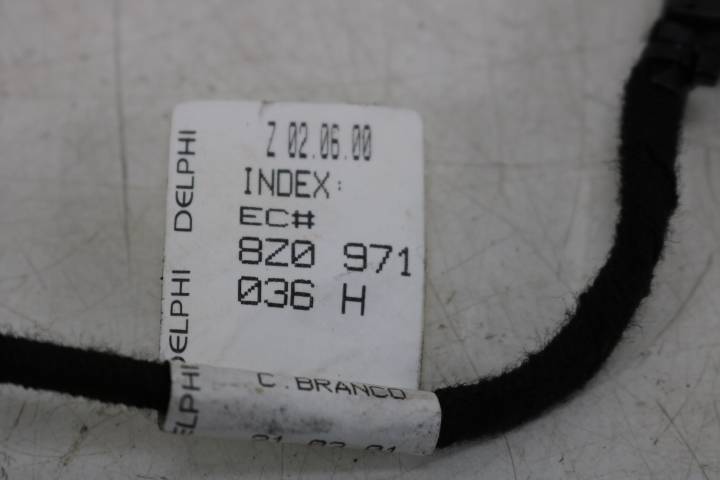 Z 02.06.00
INDEX:
EC#
8Z0 971
036 H
C.BRANCO
DELPHI
DELPHI
DELPHI